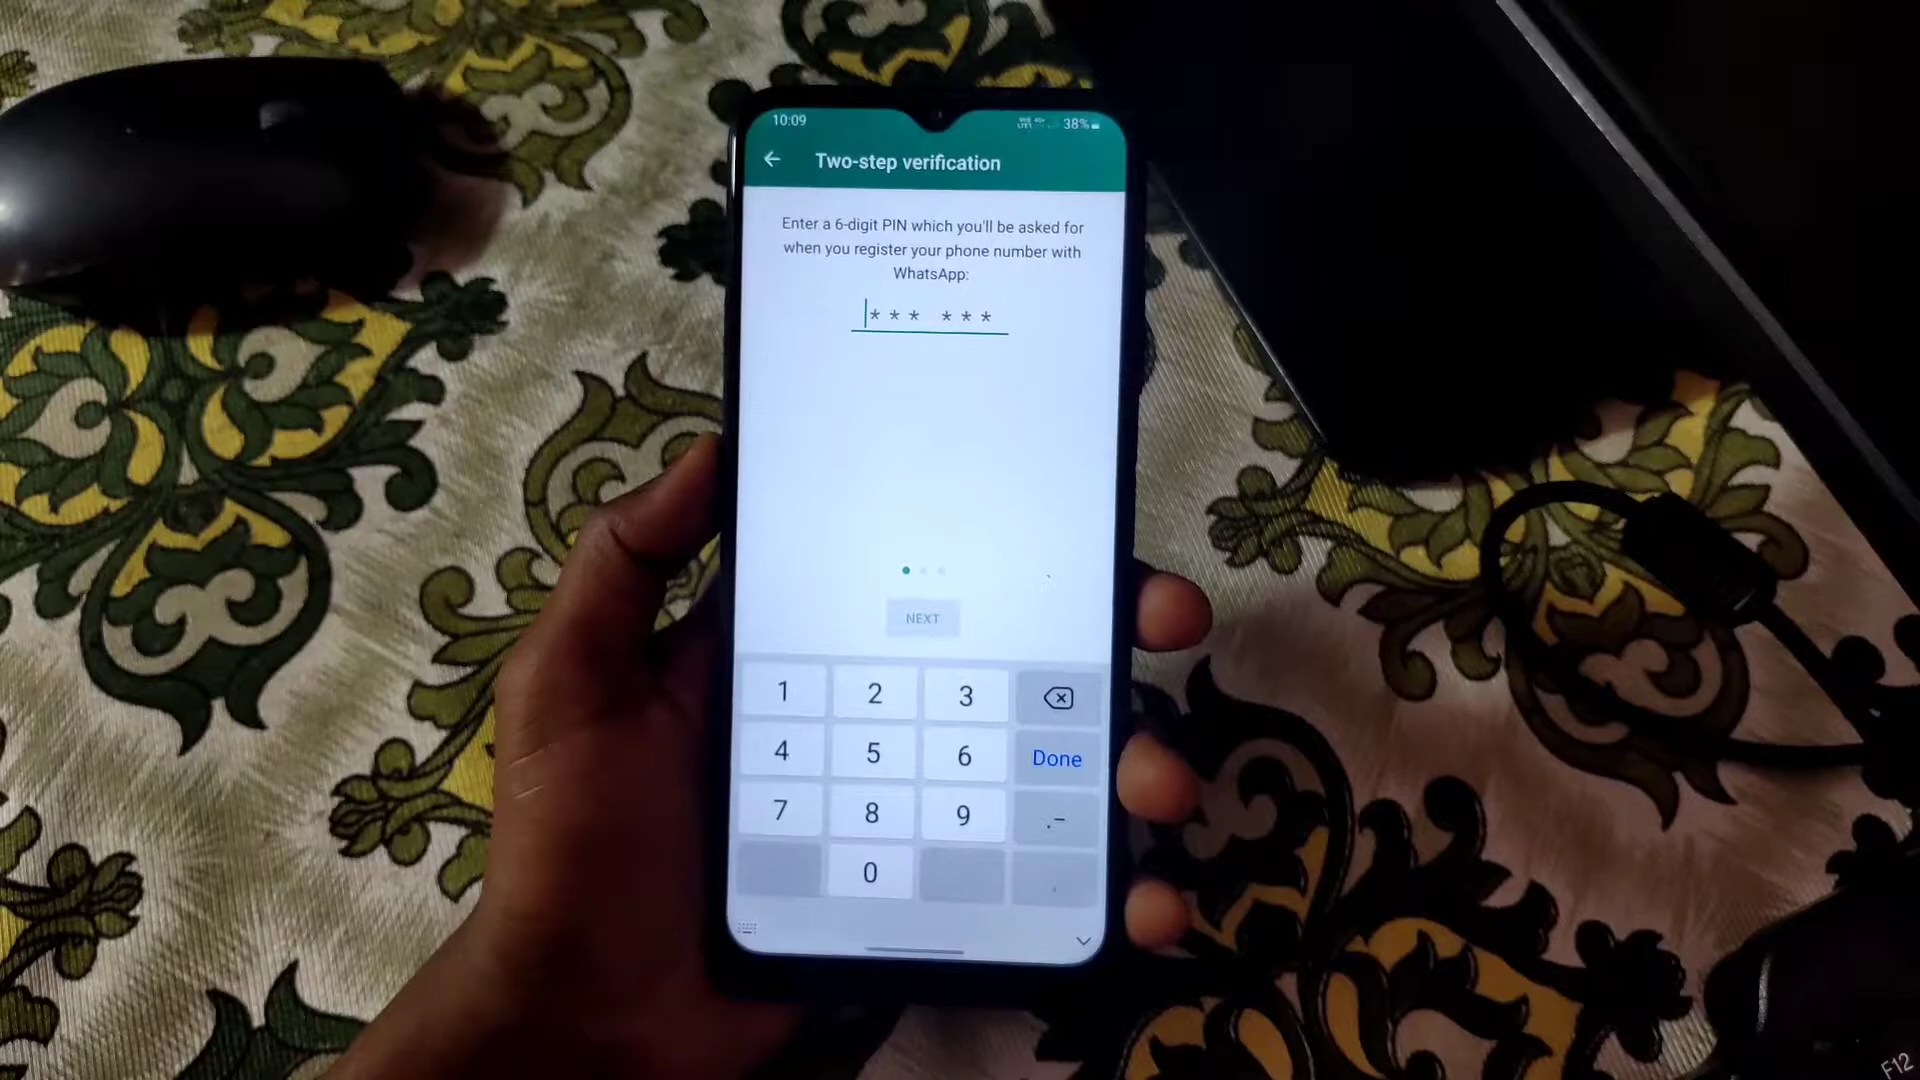 10:09
38%
Two-step verification
Enter a 6-digit PIN which you'll be asked for
when you register your phone number with
WhatsApp:
*** ***
NEXT
1 2 3
4 5 6 Done
7 8 9 .-
0 .
F12